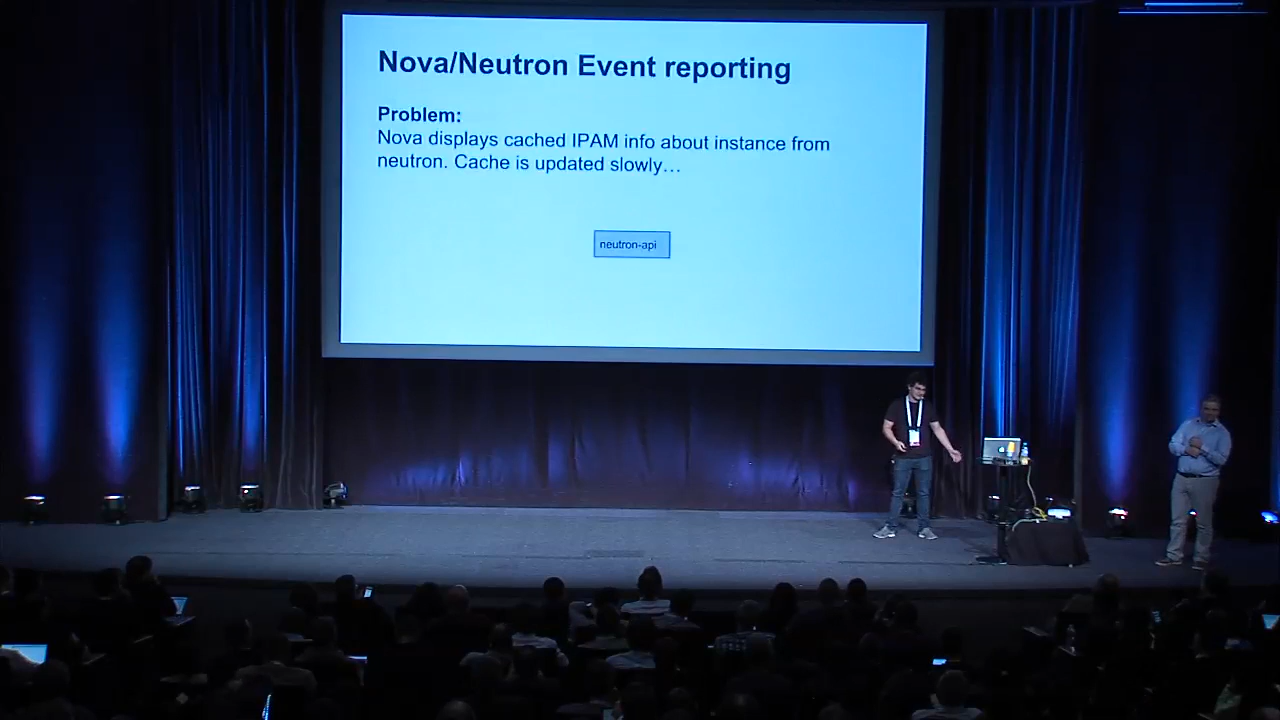 Nova/Neutron Event reporting
Problem:
Nova displays cached IPAM info about instance from
neutron. Cache is updated slowly…
neutron-api